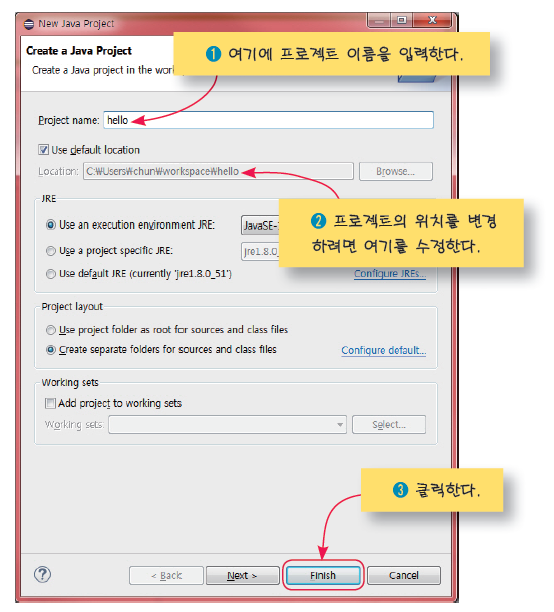 New Java Project
Create a Java Project
Create a Java project in the
❶ 여기에 프로젝트 이름을 입력한다.
Project name: hello
Use default location
Location: C:₩Users₩chun₩workspace₩hello Browse...
JRE
Use an execution environment JRE: JavaSE-
❷ 프로젝트의 위치를 변경
하려면 여기를 수정한다.
Use a project specific JRE: jre1.8.0_
Use default JRE (currently 'jre1.8.0_51') Configure JREs...
Project layout
Use project folder as root for sources and class files
Create separate folders for sources and class files Configure default...
Working sets
Add project to working sets
Working sets: Select...
❸ 클릭한다.
? < Back Next > Finish Cancel